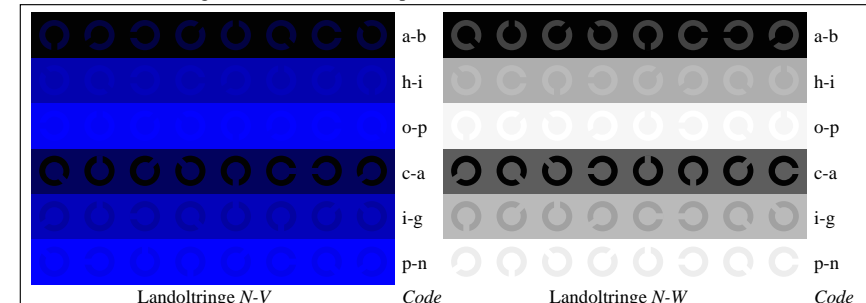 a-b a-b
h-i h-i
o-p o-p
c-a c-a
i-g i-g
p-n p-n
Landoltringe N-V Code Landoltringe N-W Code